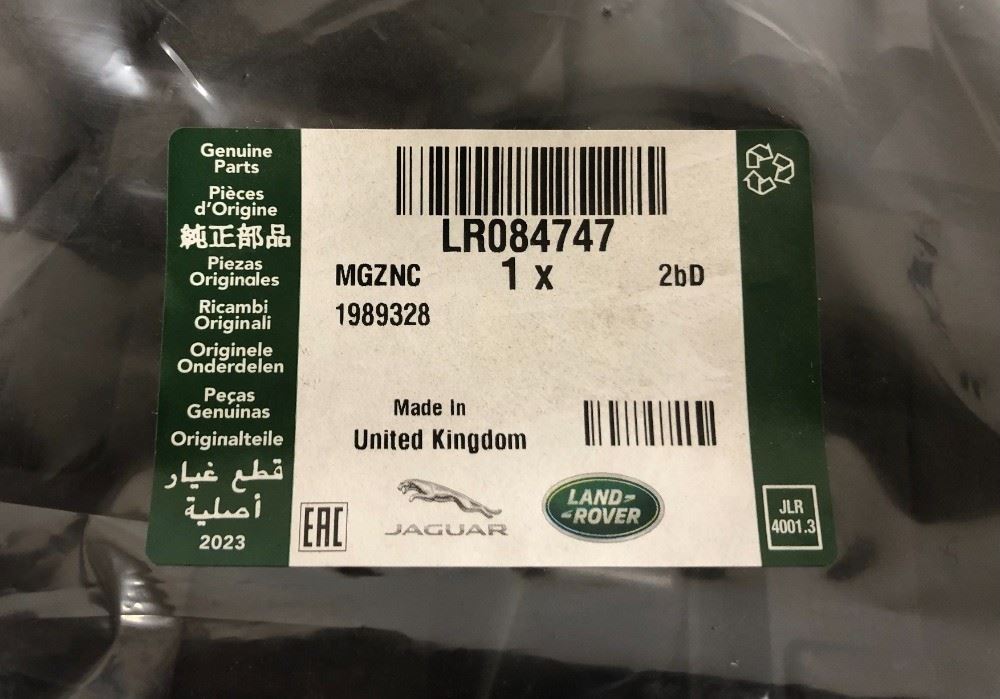 Genuine
Parts
Pièces
d'Origine
純正部品
Piezas
Originales
Ricambi
Originali
Originele
Onderdelen
Peças
Genuinas
Originalteile
قطع غيار
أصلية
2023
LR084747
MGZNC
1 x
2bD
1989328
Made In
United Kingdom
EAC
JAGUAR
LAND-
-ROVER
JLR
4001.3